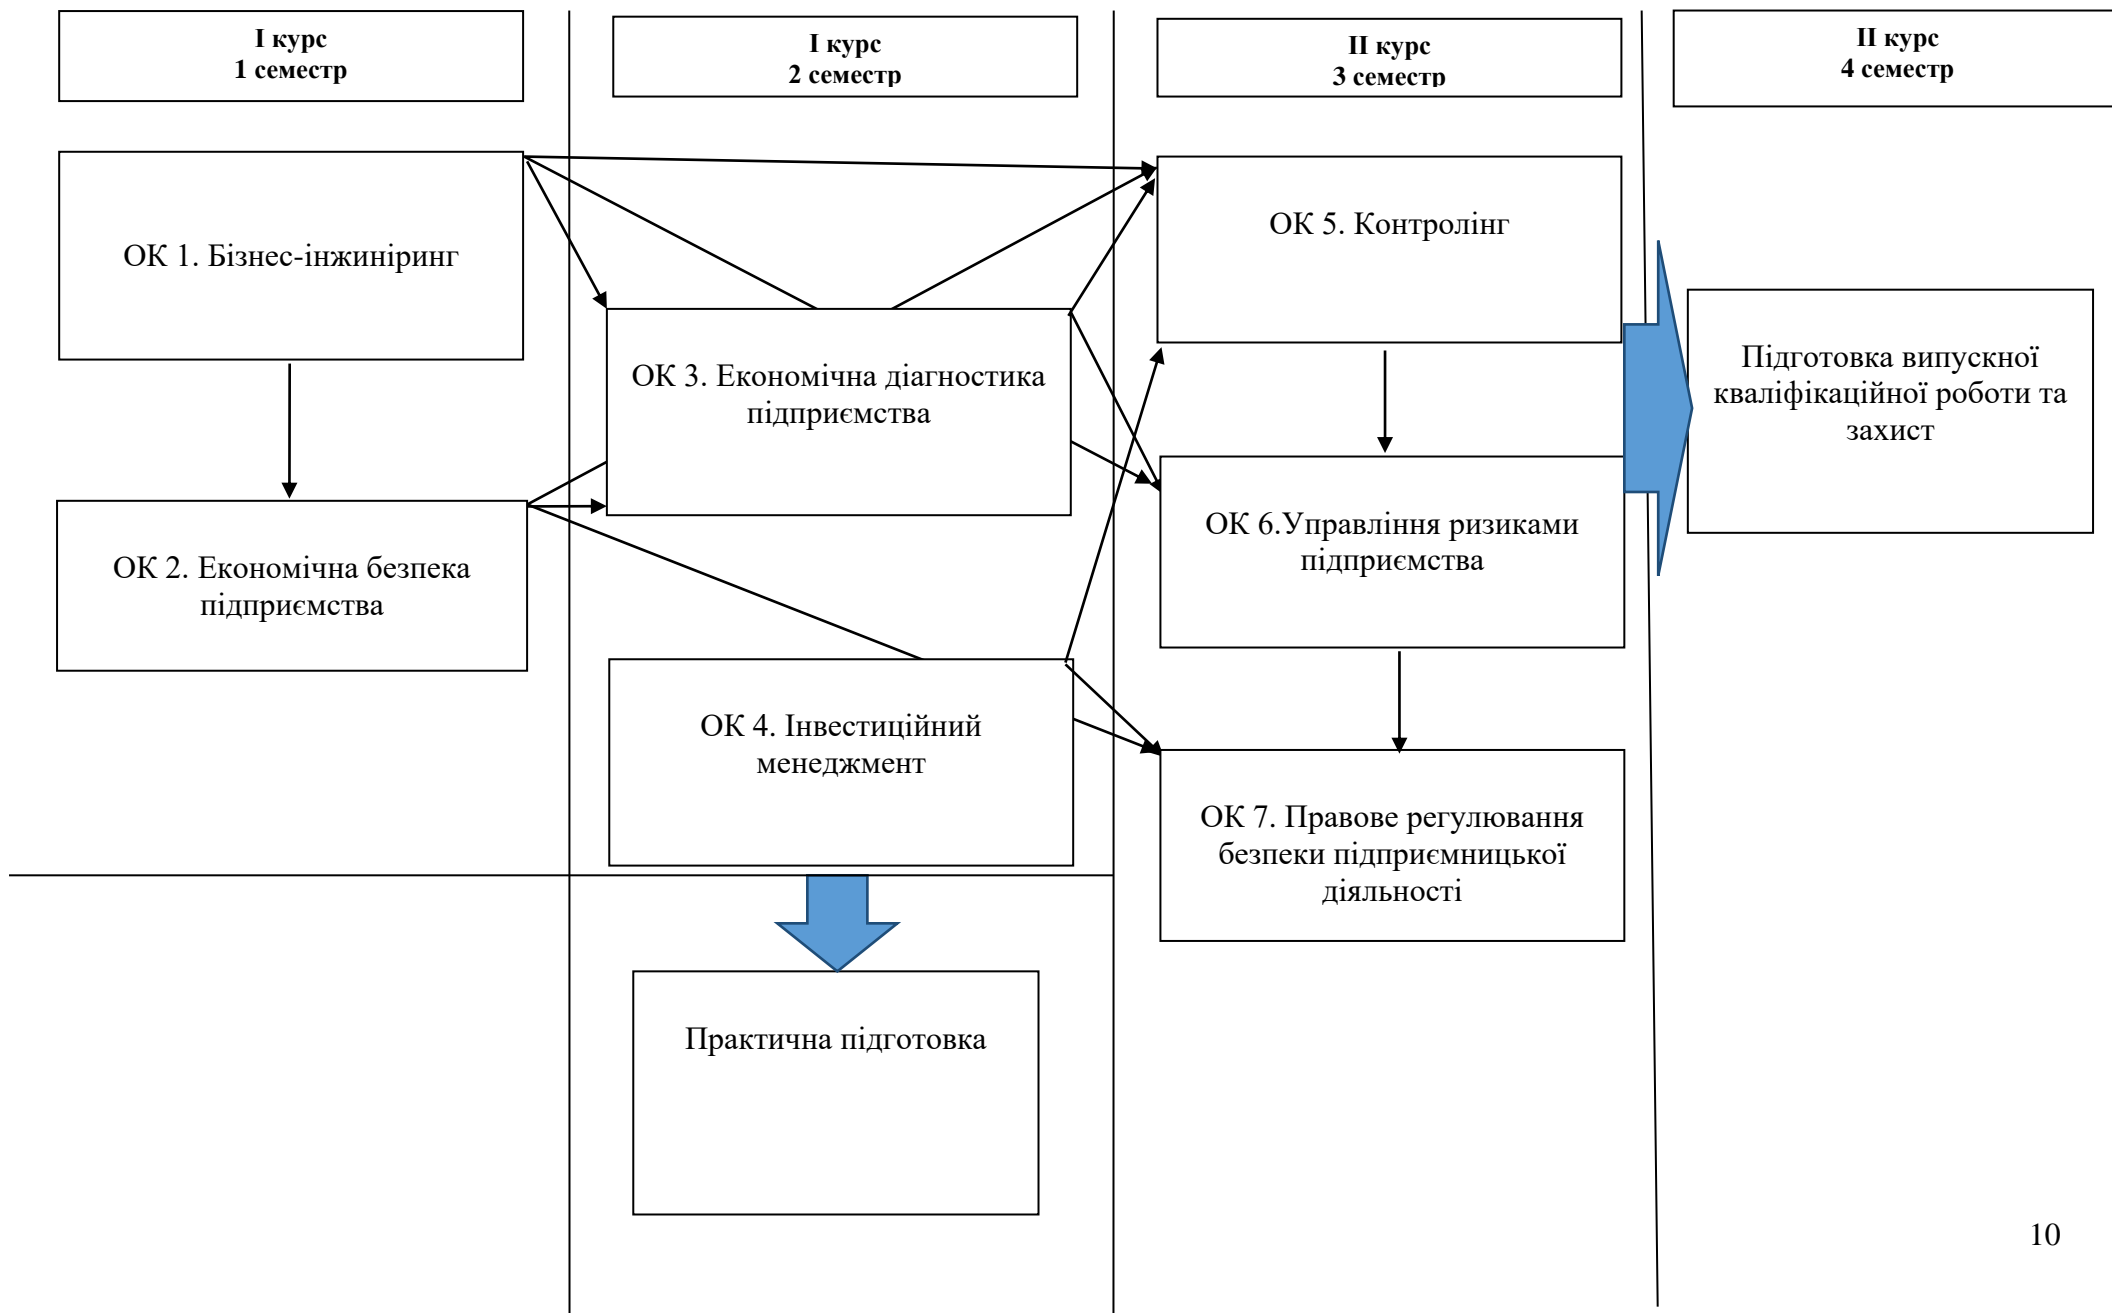 І курс
1 семестр
І курс
2 семестр
ІІ курс
3 семестр
ІІ курс
4 семестр
ОК 1. Бізнес-інжиніринг
ОК 2. Економічна безпека
підприємства
ОК 3. Економічна діагностика
підприємства
ОК 4. Інвестиційний
менеджмент
Практична підготовка
ОК 5. Контролінг
ОК 6.Управління ризиками
підприємства
ОК 7. Правове регулювання
безпеки підприємницької
діяльності
Підготовка випускної
кваліфікаційної роботи та
захист
10